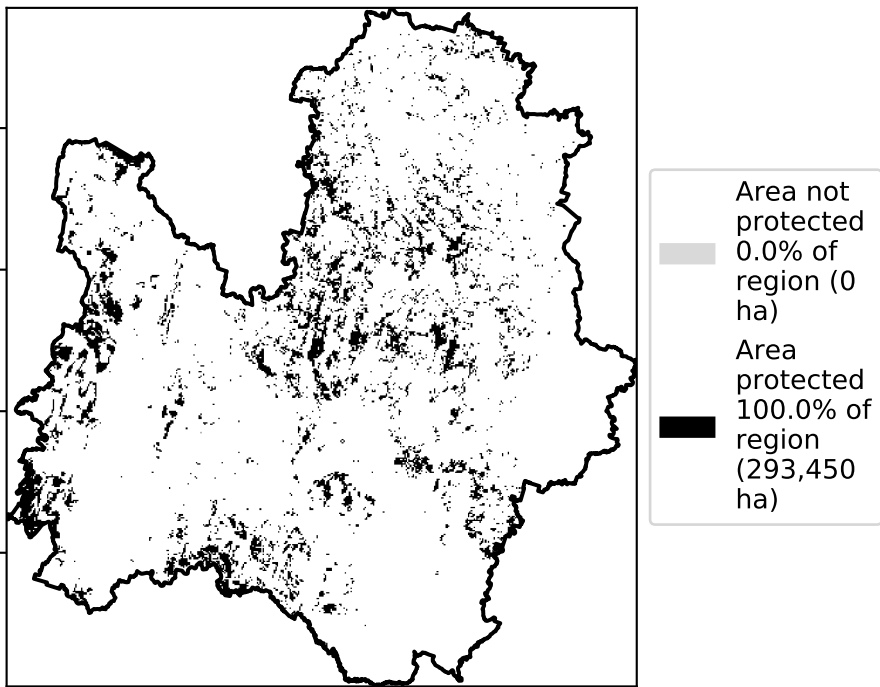 Area not
protected
0.0% of
region (0
ha)
Area
protected
100.0% of
region
(293,450
ha)